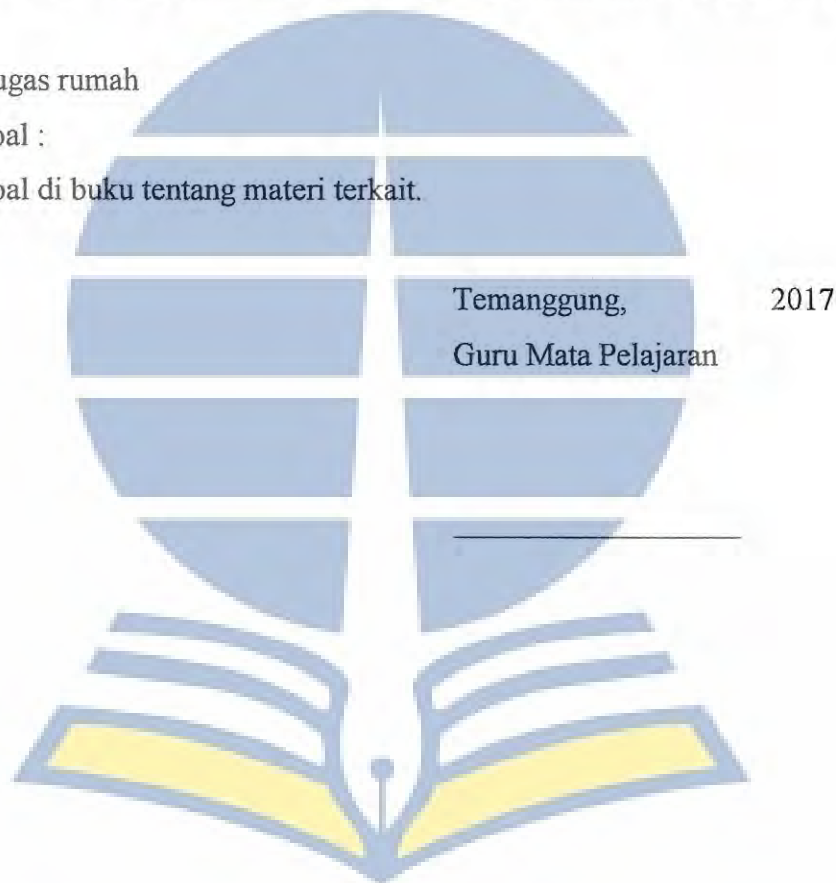 ugas rumah
oal :
oal di buku tentang materi terkait.
Temanggung, 2017
Guru Mata Pelajaran